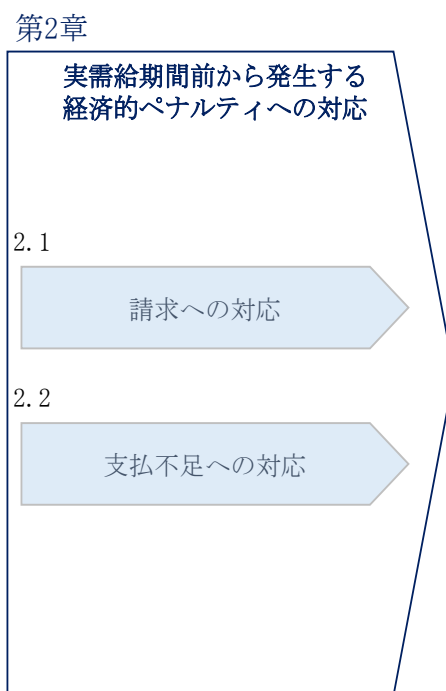 第2章
実需給期間前から発生する
経済的ペナルティへの対応
2.1
請求への対応
2.2
支払不足への対応